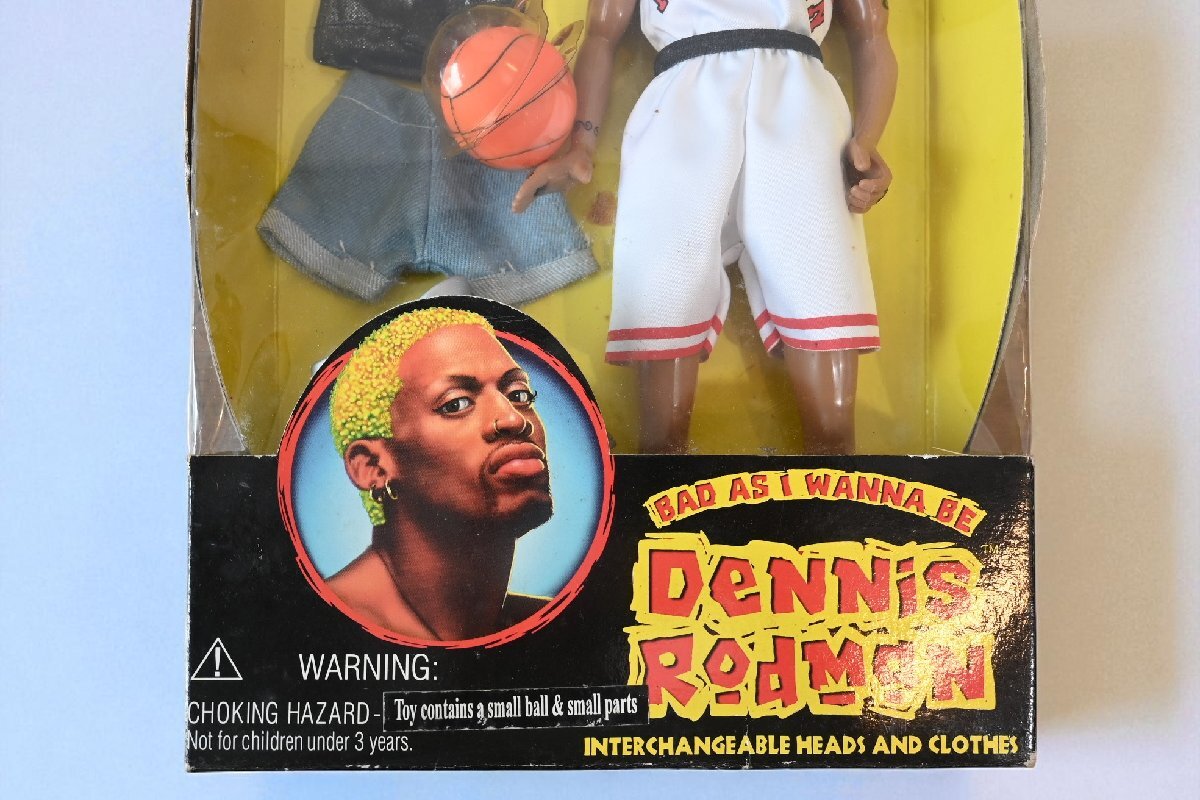 BAD AS I WANNA BE
DeNNiS
RodMaN
WARNING:
CHOKING HAZARD - Toy contains a small ball & small parts
Not for children under 3 years.
INTERCHANGEABLE HEADS AND CLOTHES